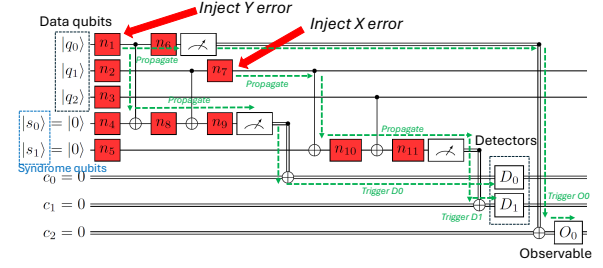 Inject Y error
Data qubits
Inject X error
|q₀⟩ n₁ n₆
Propagate
|q₁⟩ n₂ n₇
Propagate
|q₂⟩ n₃
Propagate
|s₀⟩ = |0⟩ n₄ n₈ n₉
Propagate
Detectors
|s₁⟩ = |0⟩ n₅ n₁₀ n₁₁
Syndrome qubits
c₀ = 0 D₀
Trigger D0
Trigger O0
c₁ = 0 D₁
Trigger D1
c₂ = 0 O₀
Observable